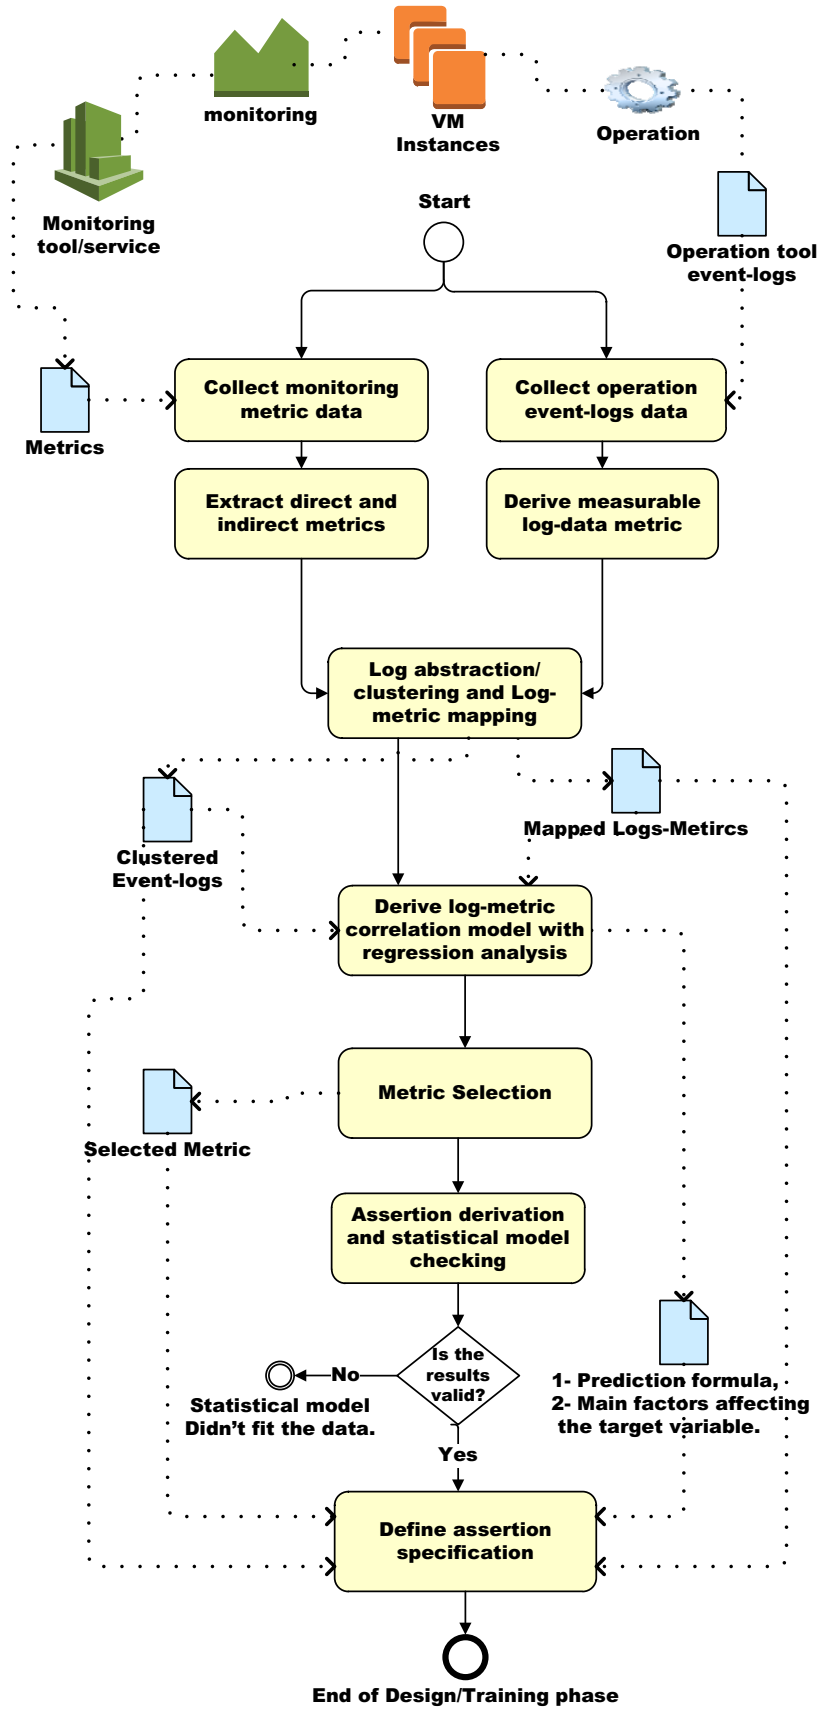 monitoring
VM
Instances
Operation
Monitoring
tool/service
Start
Operation tool
event-logs
Metrics
Collect monitoring
metric data
Collect operation
event-logs data
Extract direct and
indirect metrics
Derive measurable
log-data metric
Log abstraction/
clustering and Log-
metric mapping
Clustered
Event-logs
Mapped Logs-Metircs
Derive log-metric
correlation model with
regression analysis
Metric Selection
Selected Metric
Assertion derivation
and statistical model
checking
Is the
results
valid?
No
Statistical model
Didn't fit the data.
1- Prediction formula,
2- Main factors affecting
the target variable.
Yes
Define assertion
specification
End of Design/Training phase